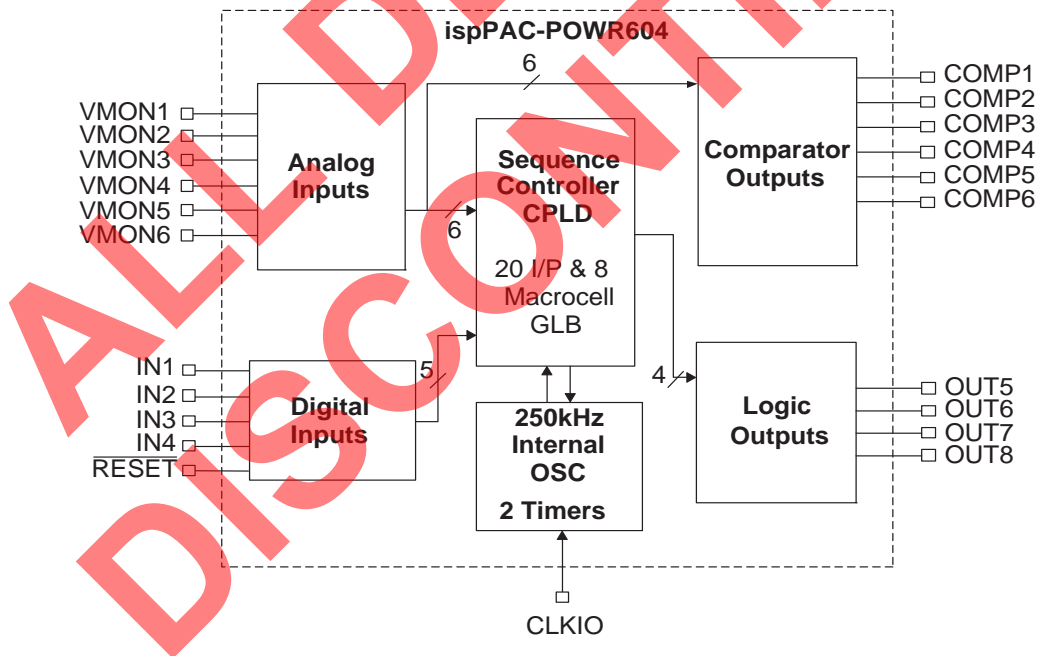 ispPAC-POWR604
6
COMP1
COMP2
COMP3
COMP4
COMP5
COMP6
VMON1
VMON2
VMON3
VMON4
VMON5
VMON6
Analog
Inputs
6
Sequence
Controller
CPLD
20 I/P & 8
Macrocell
GLB
Comparator
Outputs
IN1
IN2
IN3
IN4
RESET
Digital
Inputs
5
250kHz
Internal
OSC
2 Timers
4
Logic
Outputs
OUT5
OUT6
OUT7
OUT8
CLKIO
ALL DE
DISCONTI